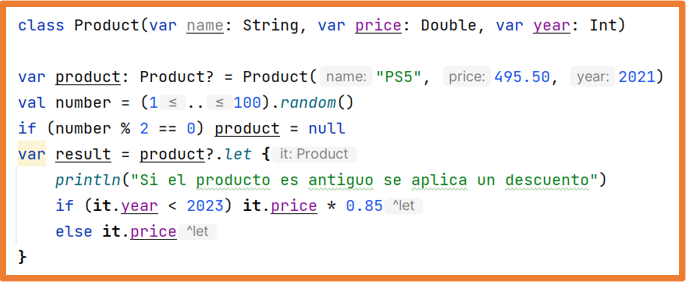 class Product(var name: String, var price: Double, var year: Int)
var product: Product? = Product( name: "PS5", price: 495.50, year: 2021)
val number = (1 ≤ .. ≤ 100).random()
if (number % 2 == 0) product = null
var result = product?.let { it: Product
println("Si el producto es antiguo se aplica un descuento")
if (it.year < 2023) it.price * 0.85 ^let
else it.price ^let
}